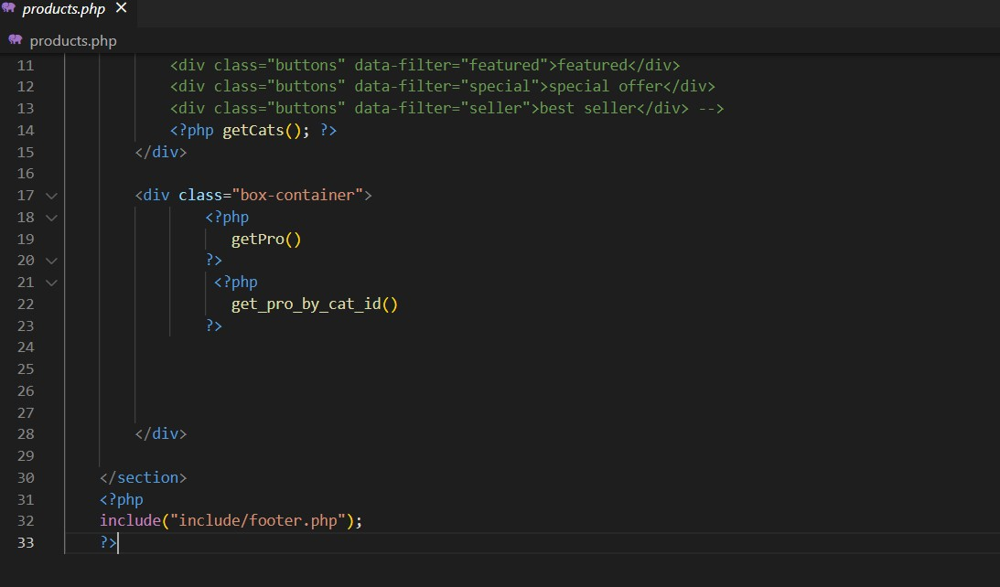 products.php ×
products.php
11 <div class="buttons" data-filter="featured">featured</div>
12 <div class="buttons" data-filter="special">special offer</div>
13 <div class="buttons" data-filter="seller">best seller</div> -->
14 <?php getCats(); ?>
15 </div>
16
17 <div class="box-container">
18 <?php
19 getPro()
20 ?>
21 <?php
22 get_pro_by_cat_id()
23 ?>
24
25
26
27
28 </div>
29
30 </section>
31 <?php
32 include("include/footer.php");
33 ?>